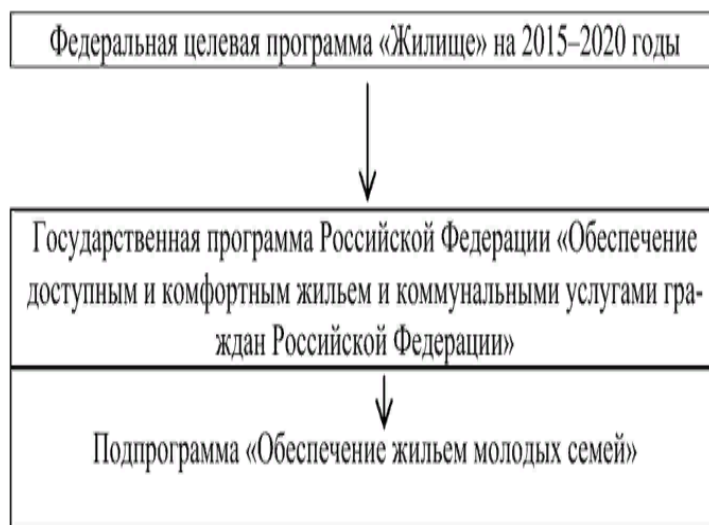 Федеральная целевая программа «Жилище» на 2015–2020 годы
Государственная программа Российской Федерации «Обеспечение
доступным и комфортным жильем и коммунальными услугами гра-
ждан Российской Федерации»
Подпрограмма «Обеспечение жильем молодых семей»